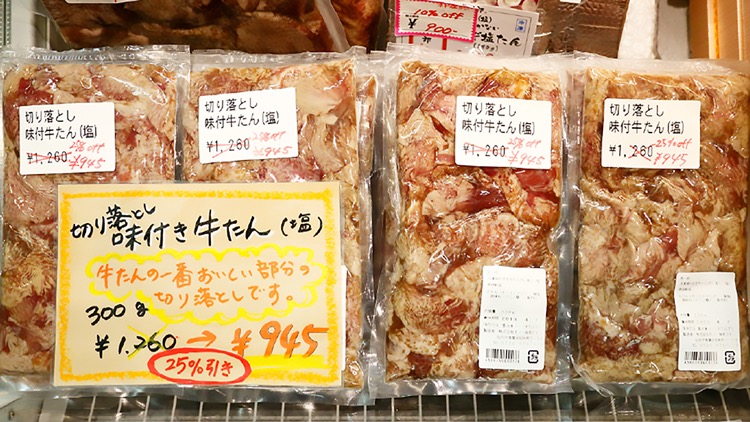 10% off
¥900-
冷凍
塩たん
切り落とし
味付牛たん(塩)
¥1,260
25% off
¥945
切り落とし
味付牛たん(塩)
¥1,260
25% off
¥945
切り落とし
味付牛たん(塩)
¥1,260
25% off
¥945
切り落とし
味付牛たん(塩)
¥1,260
25% off
¥945
切り落とし
味付き牛たん(塩)
牛たんの一番おいしい部分の
切り落としです。
300g
¥1,260→¥945
25%引き